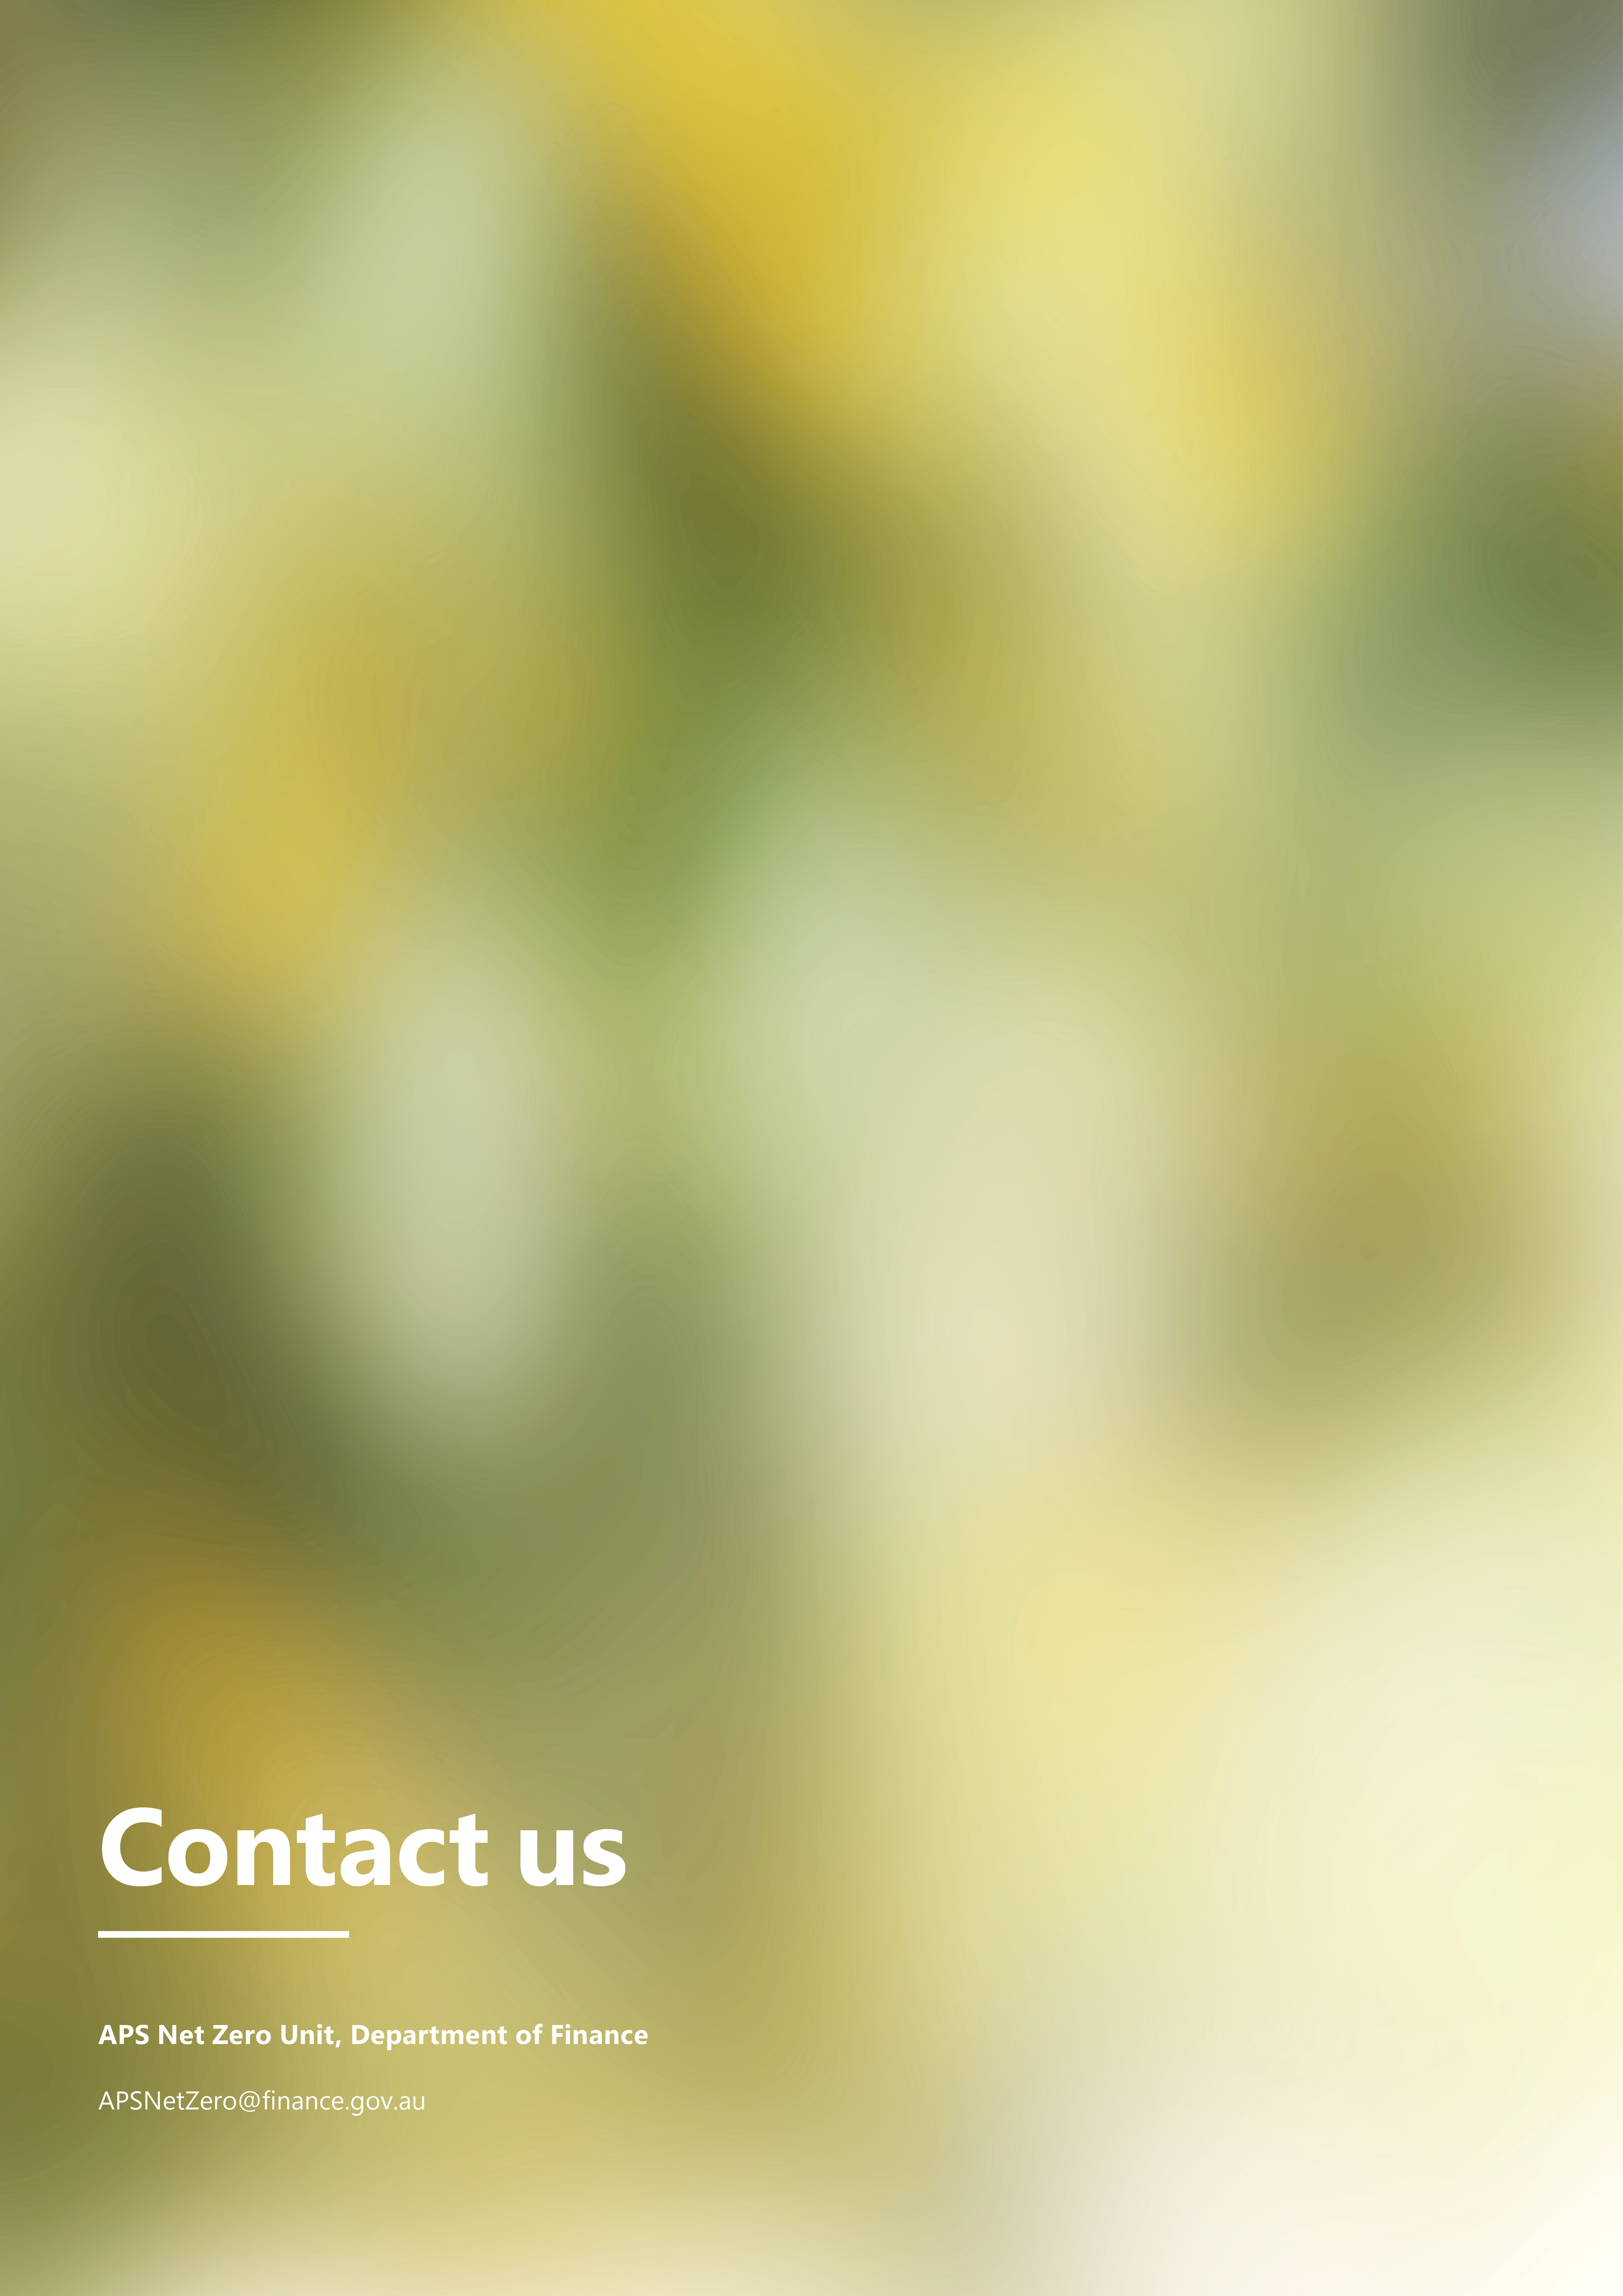 Contact us
APS Net Zero Unit, Department of Finance
APSNetZero@finance.gov.au